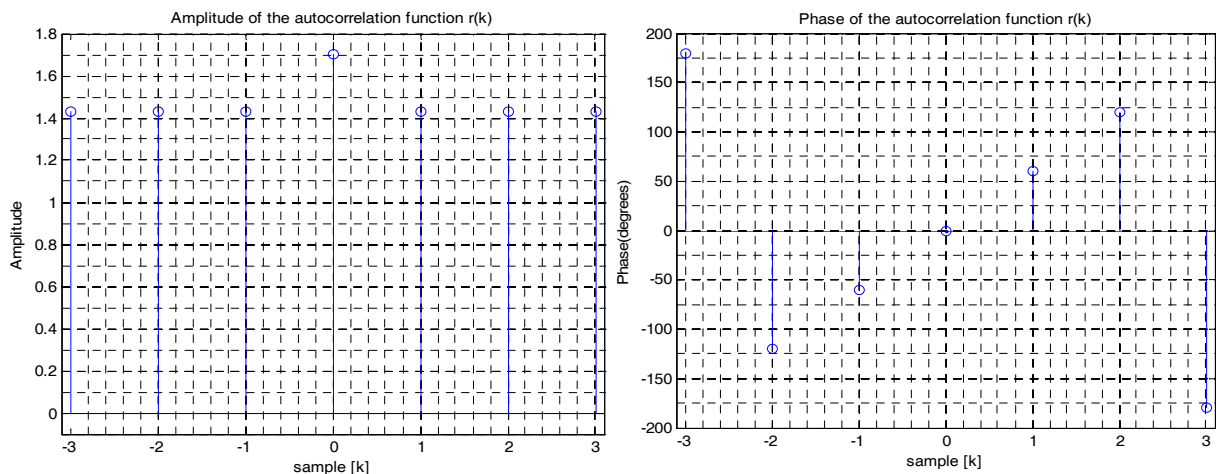 Amplitude of the autocorrelation function r(k)
1.8
1.6
1.4
1.2
1
0.8
0.6
0.4
0.2
0
Amplitude
-3 -2 -1 0 1 2 3
sample [k]
Phase of the autocorrelation function r(k)
200
150
100
50
0
-50
-100
-150
-200
Phase(degrees)
-3 -2 -1 0 1 2 3
sample [k]